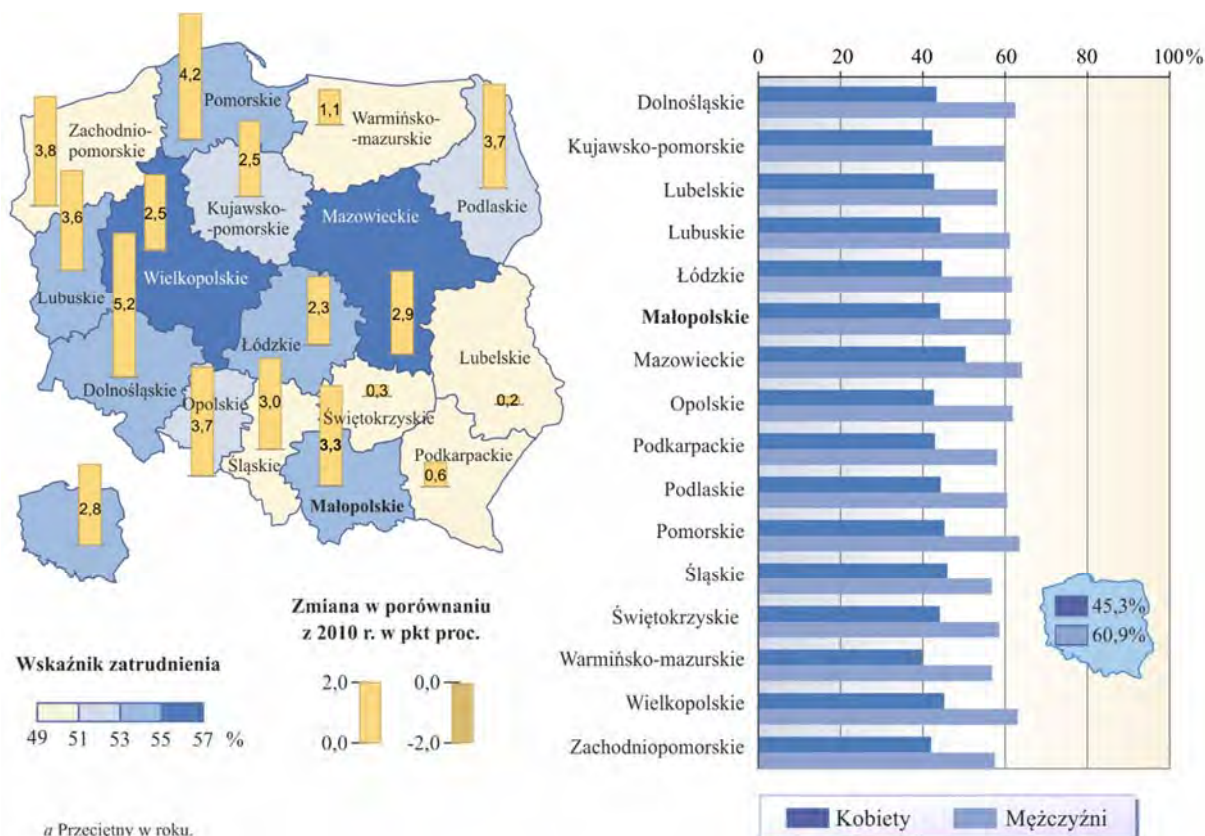 4,2
Pomorskie
1,1
Warmińsko-
-mazurskie
3,7
Zachodnio-
pomorskie
3,8
2,5
Kujawsko-
-pomorskie
Podlaskie
3,6
2,5
Mazowieckie
Lubuskie
Wielkopolskie
5,2
2,3
2,9
Łódzkie
Lubelskie
Dolnośląskie
Opolskie
3,0
0,3
0,2
3,7
Świętokrzyskie
Śląskie
3,3
Podkarpackie
0,6
Małopolskie
2,8
Zmiana w porównaniu
z 2010 r. w pkt proc.
Wskaźnik zatrudnienia
49 51 53 55 57 %
2,0 0,0
0,0 -2,0
a Przeciętny w roku.
0 20 40 60 80 100 %
Dolnośląskie
Kujawsko-pomorskie
Lubelskie
Lubuskie
Łódzkie
Małopolskie
Mazowieckie
Opolskie
Podkarpackie
Podlaskie
Pomorskie
Śląskie
Świętokrzyskie
Warmińsko-mazurskie
Wielkopolskie
Zachodniopomorskie
45,3%
60,9%
Kobiety Mężczyźni